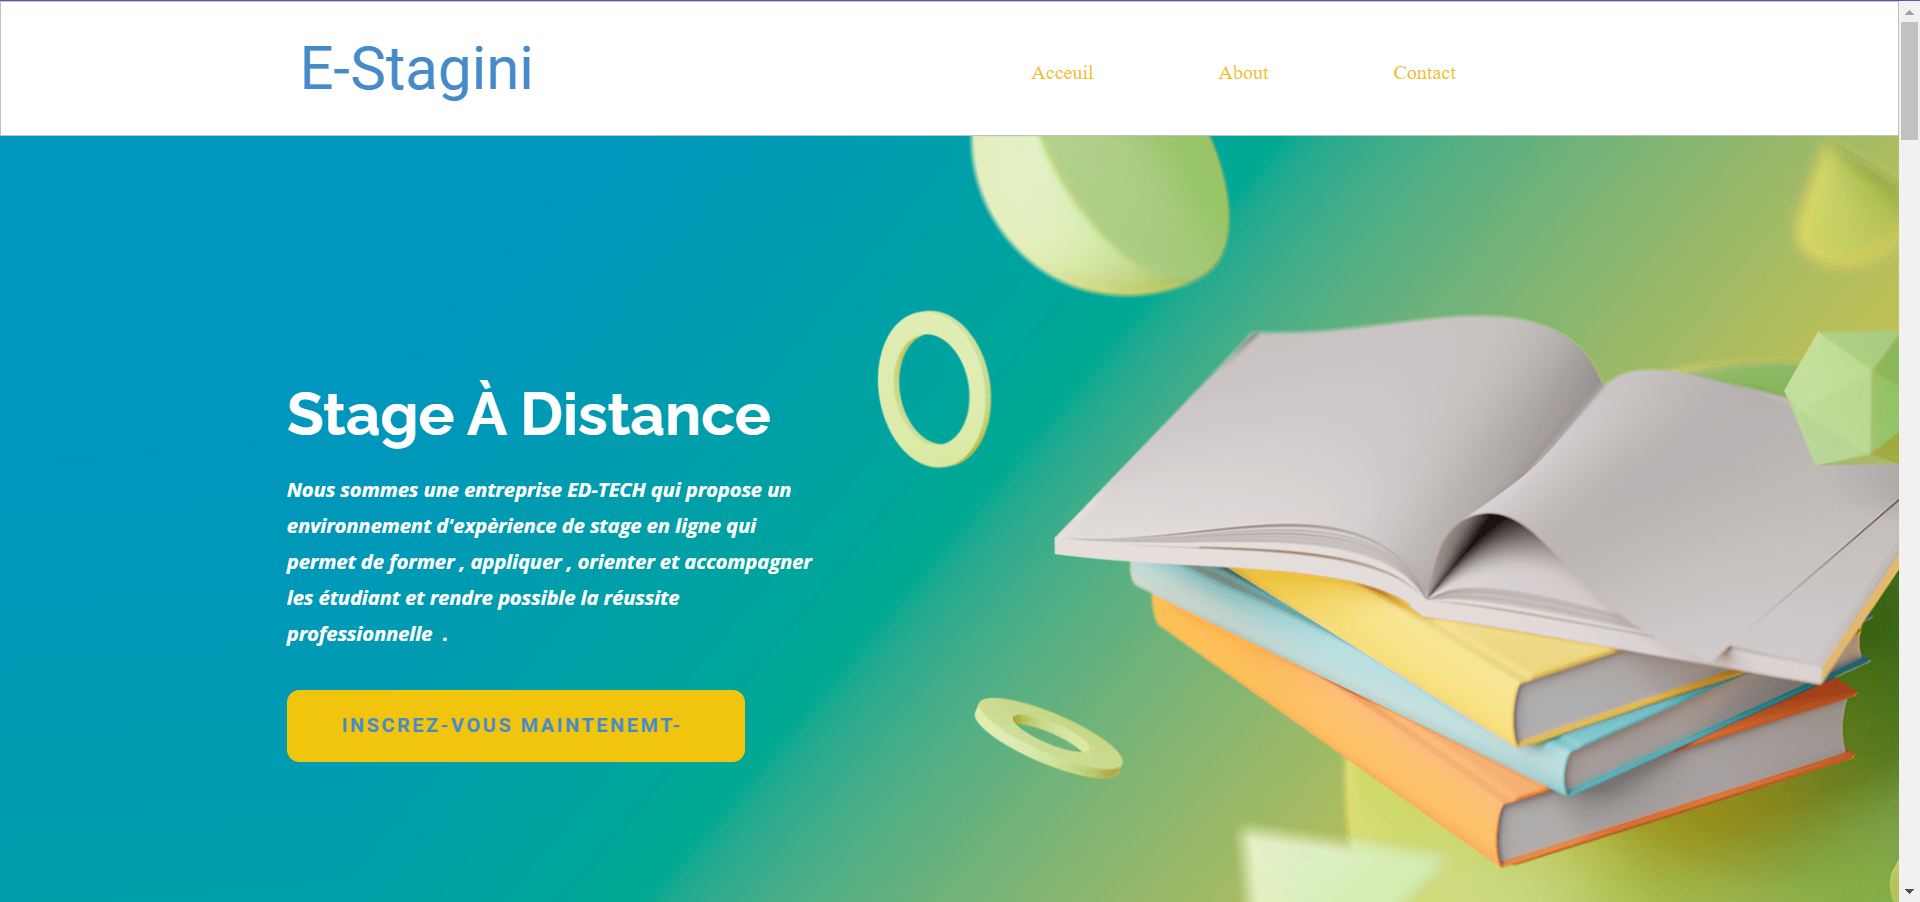 E-Stagini
Acceuil About Contact
Stage À Distance
Nous sommes une entreprise ED-TECH qui propose un
environnement d'expèrience de stage en ligne qui
permet de former , appliquer , orienter et accompagner
les étudiant et rendre possible la réussite
professionnelle .
INSCREZ-VOUS MAINTENEMT-